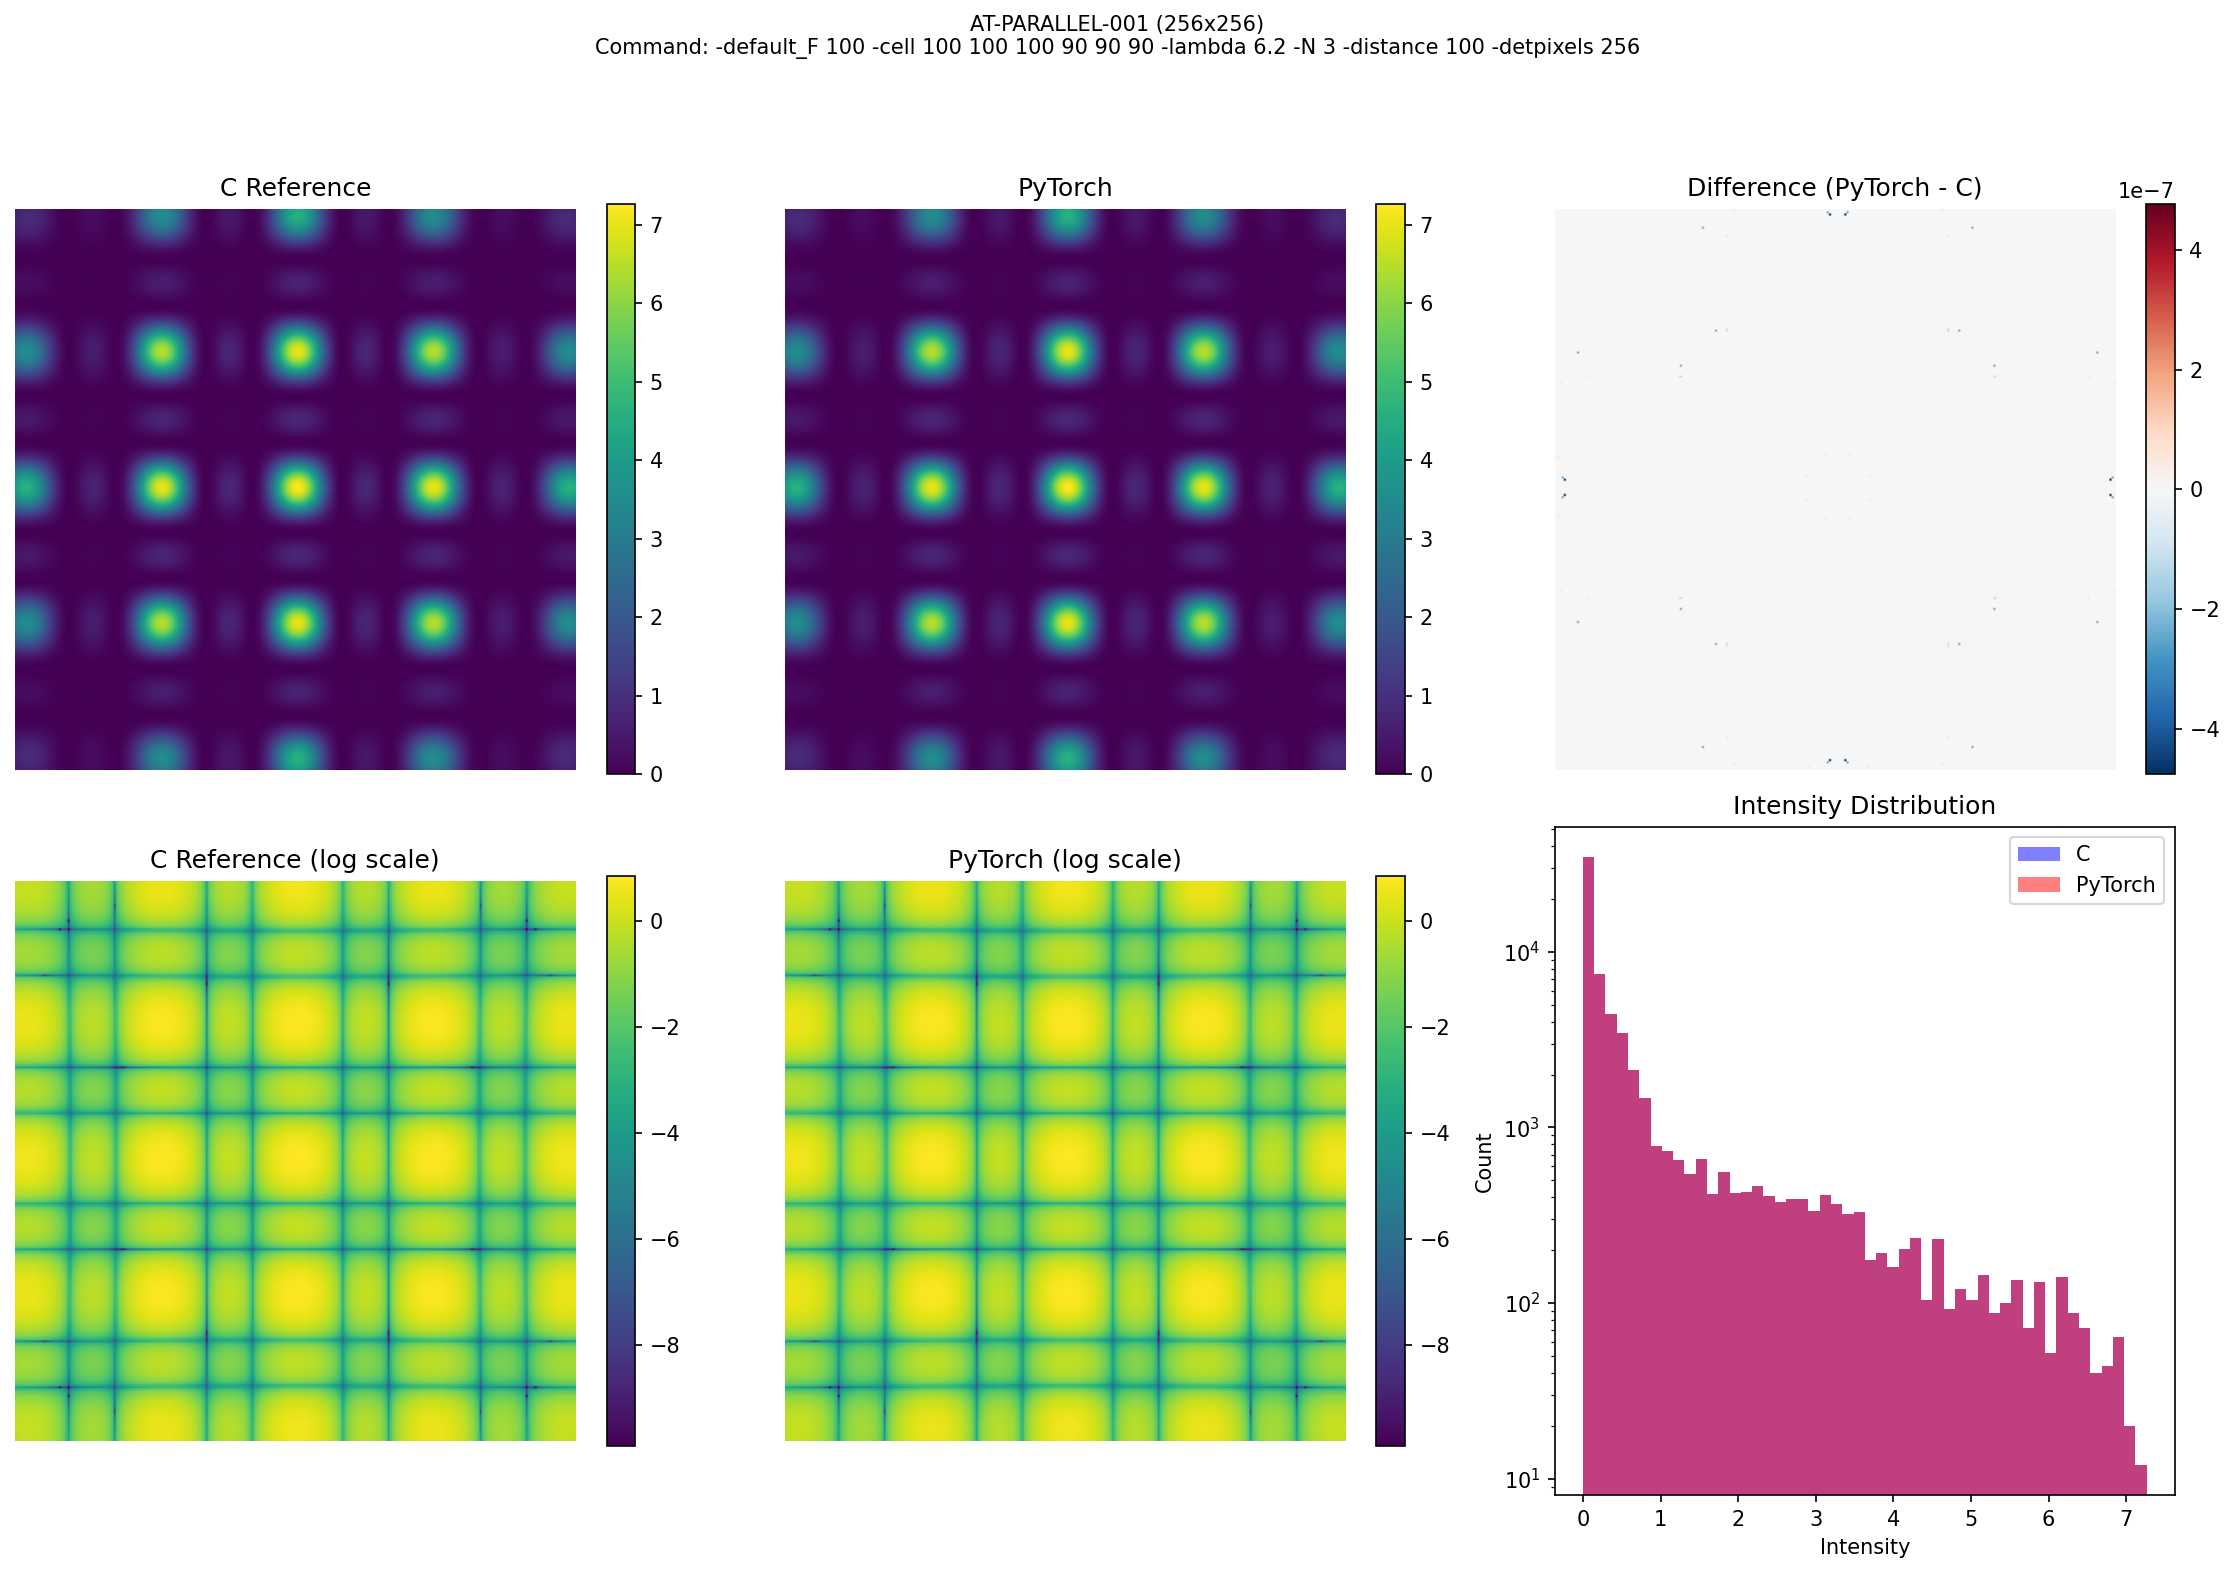 AT-PARALLEL-001 (256x256)
Command: -default_F 100 -cell 100 100 100 90 90 90 -lambda 6.2 -N 3 -distance 100 -detpixels 256
C Reference
7
6
5
4
3
2
1
0
PyTorch
7
6
5
4
3
2
1
0
Difference (PyTorch - C)
1e−7
4
2
0
−2
−4
C Reference (log scale)
0
−2
−4
−6
−8
PyTorch (log scale)
0
−2
−4
−6
−8
Intensity Distribution
C
PyTorch
Count
10⁴
10³
10²
10¹
0 1 2 3 4 5 6 7
Intensity